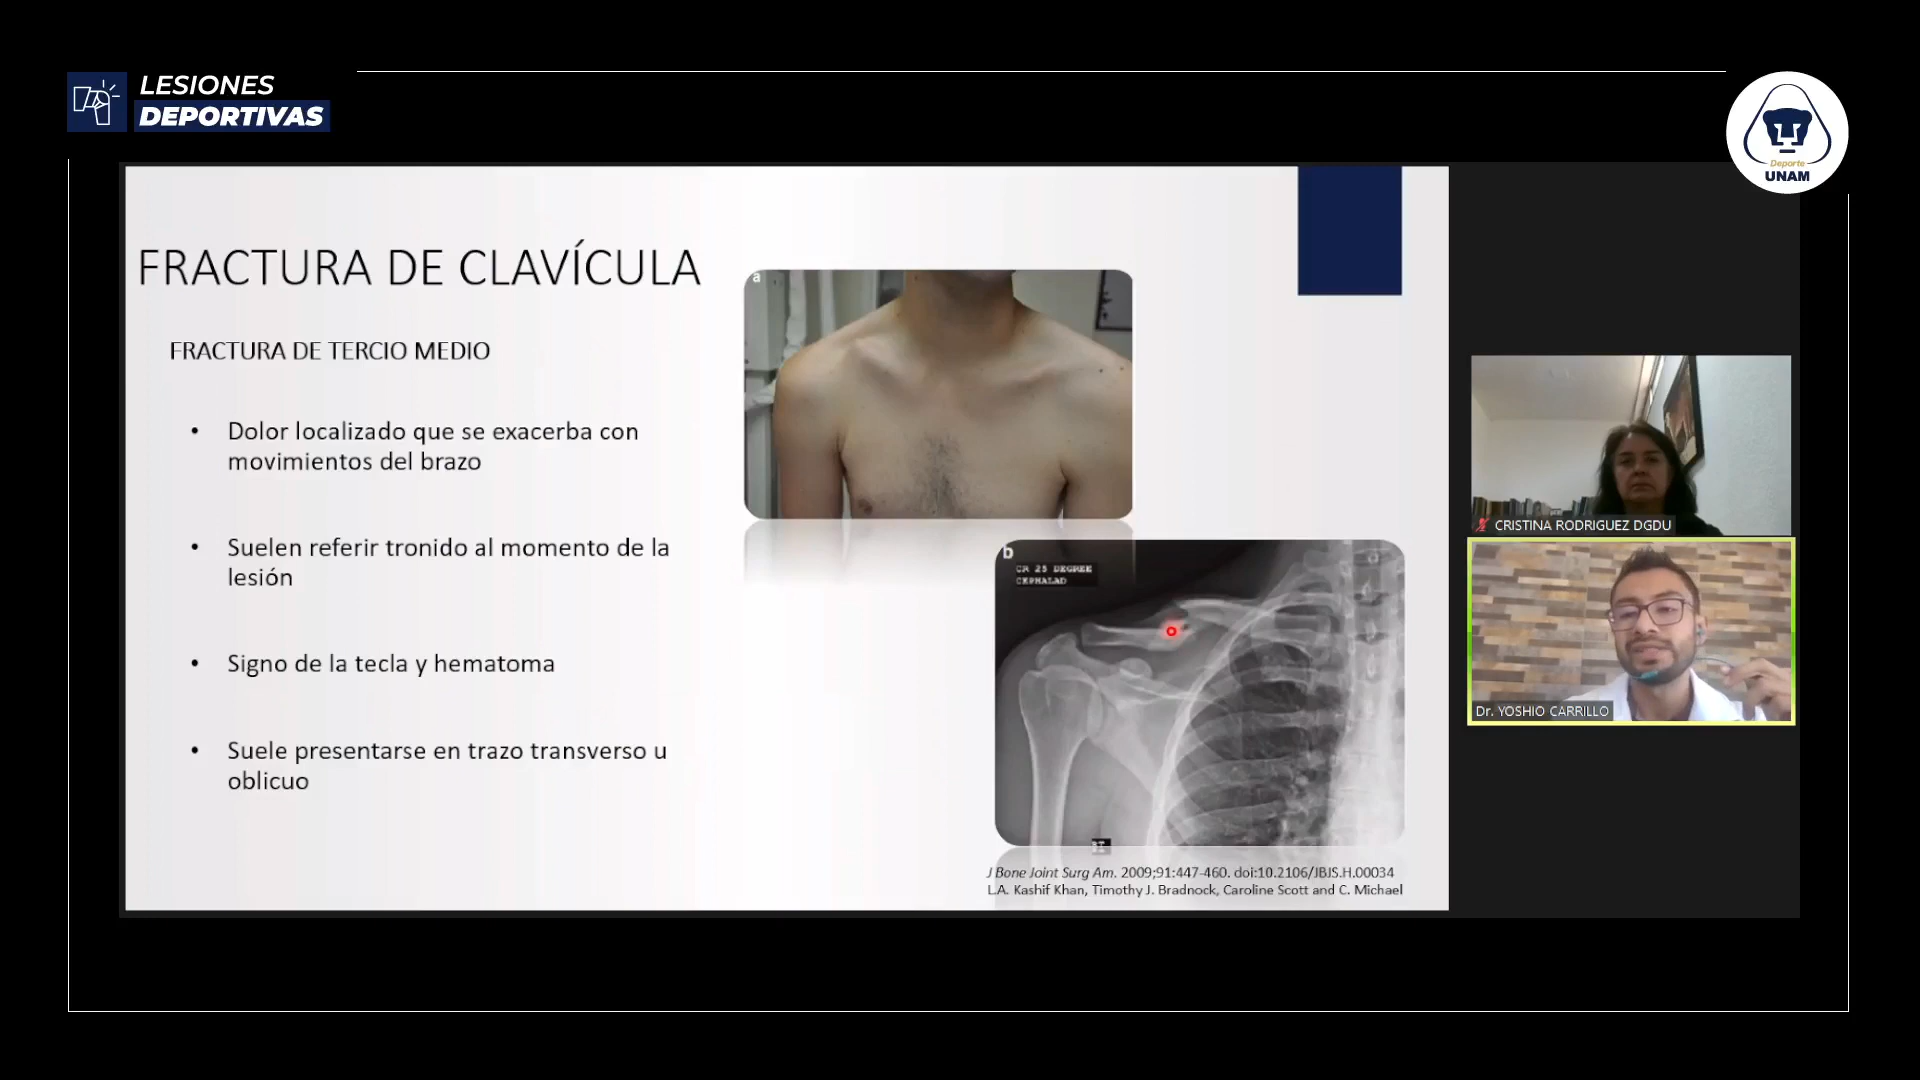 LESIONES
DEPORTIVAS
Deporte
UNAM
FRACTURA DE CLAVÍCULA
FRACTURA DE TERCIO MEDIO
• Dolor localizado que se exacerba con
movimientos del brazo
• Suelen referir tronido al momento de la
lesión
• Signo de la tecla y hematoma
• Suele presentarse en trazo transverso u
oblicuo
a
b
CR 25 DEGREE
CEPHALAD
RT
J Bone Joint Surg Am. 2009;91:447-460. doi:10.2106/JBJS.H.00034
L.A. Kashif Khan, Timothy J. Bradnock, Caroline Scott and C. Michael
CRISTINA RODRIGUEZ DGDU
Dr. YOSHIO CARRILLO